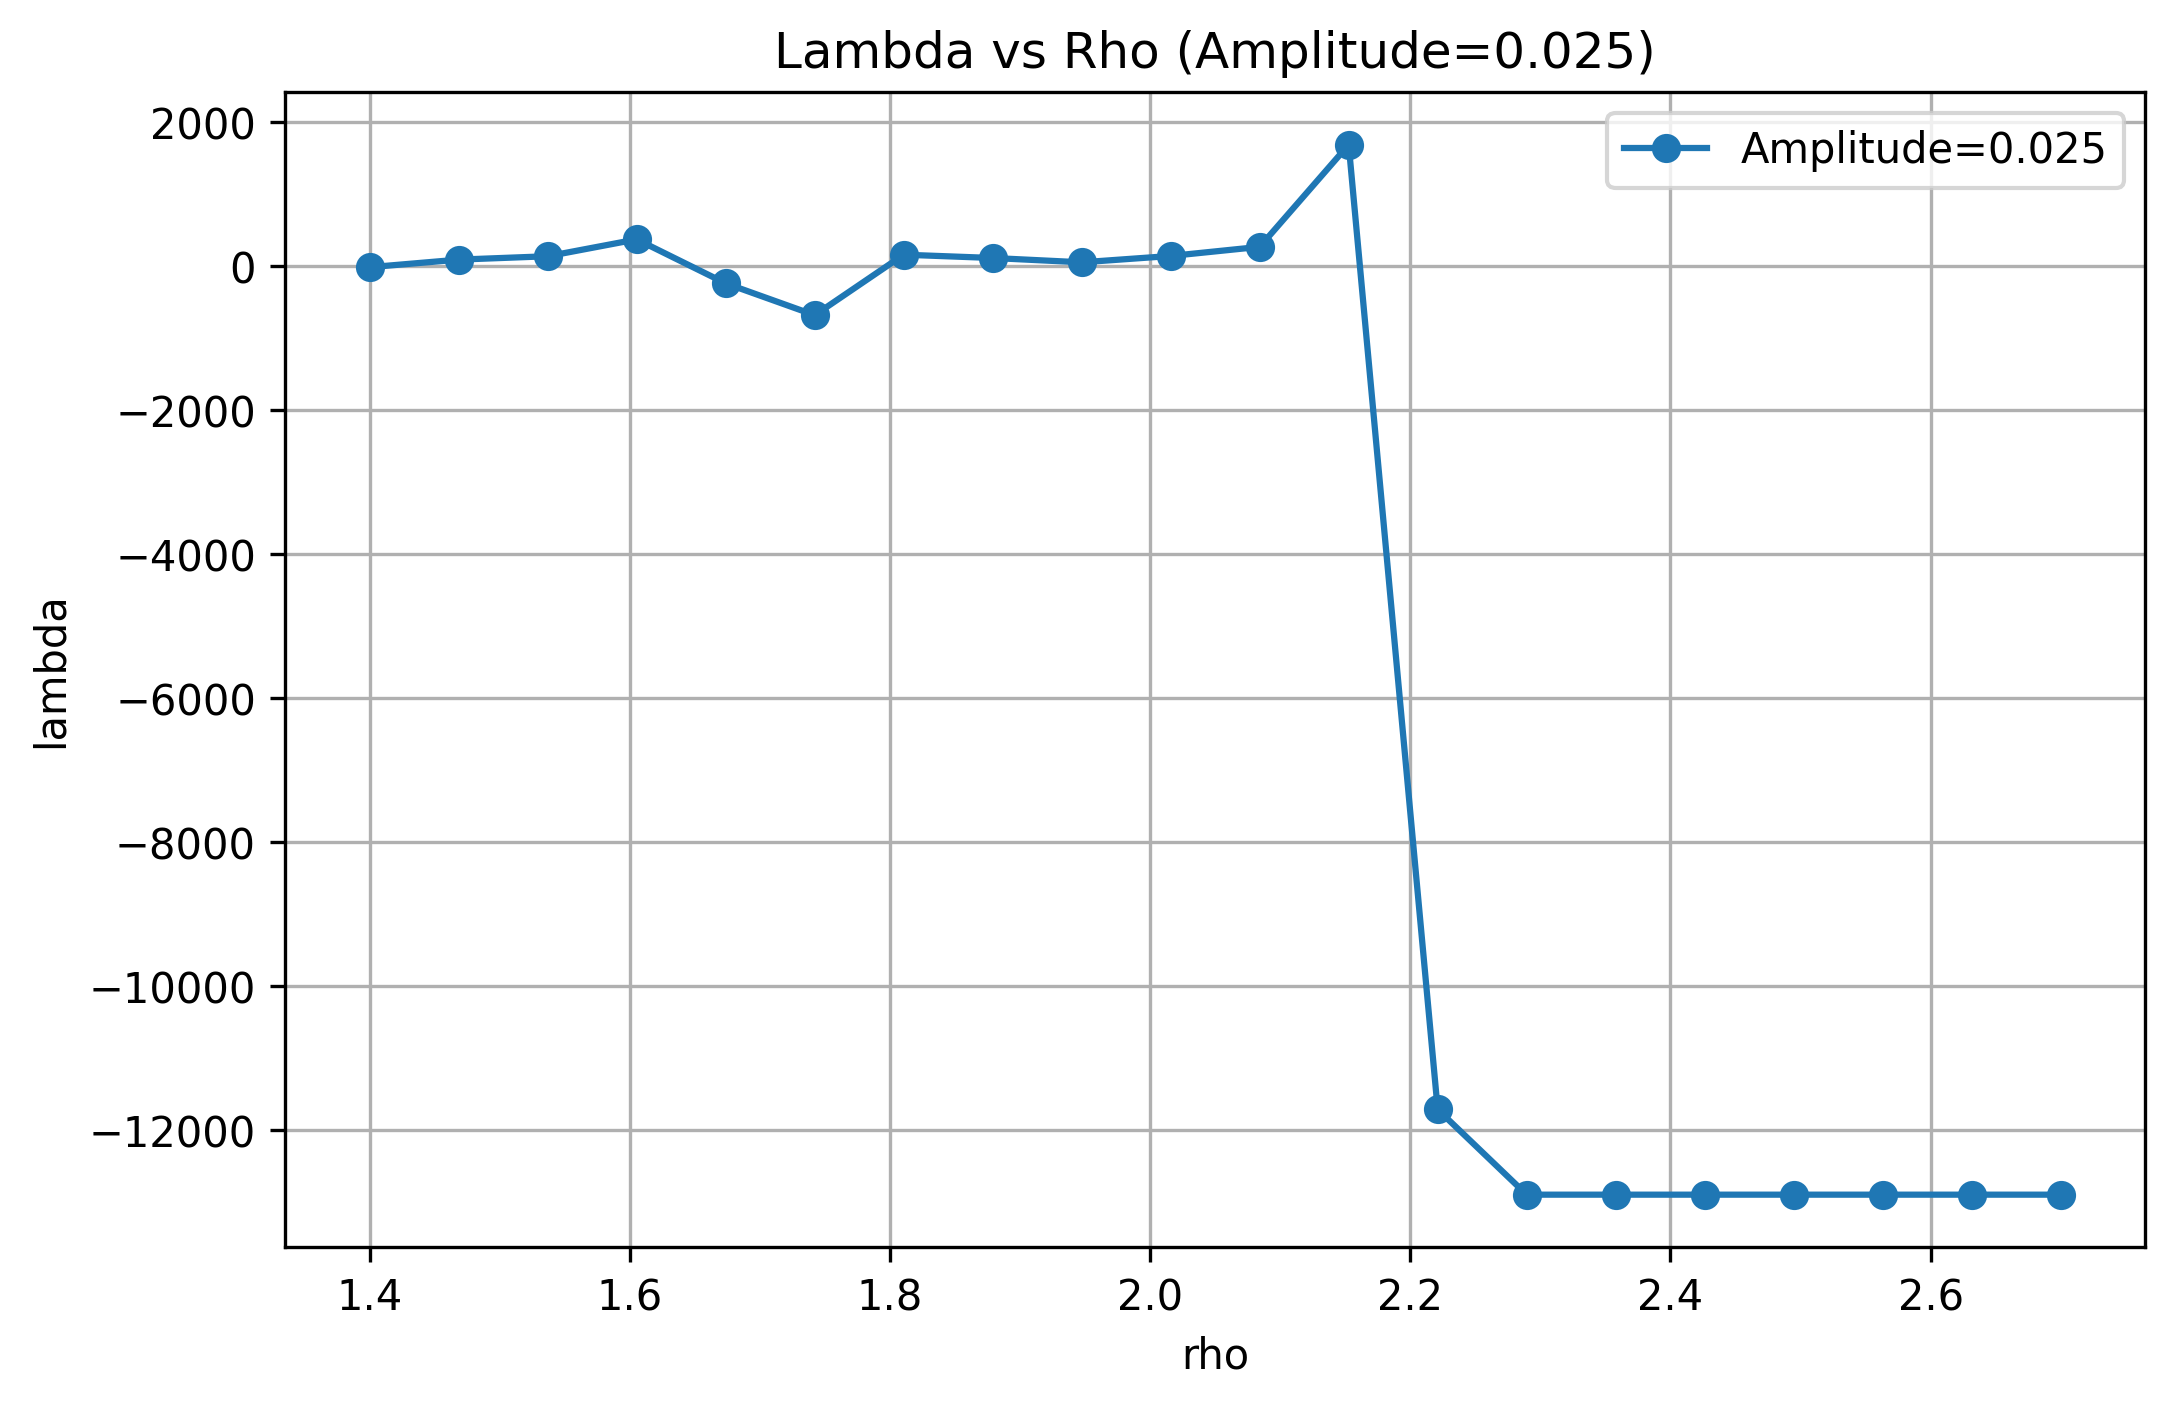 Lambda vs Rho (Amplitude=0.025)
Amplitude=0.025
2000
0
−2000
−4000
−6000
−8000
−10000
−12000
lambda
1.4 1.6 1.8 2.0 2.2 2.4 2.6
rho